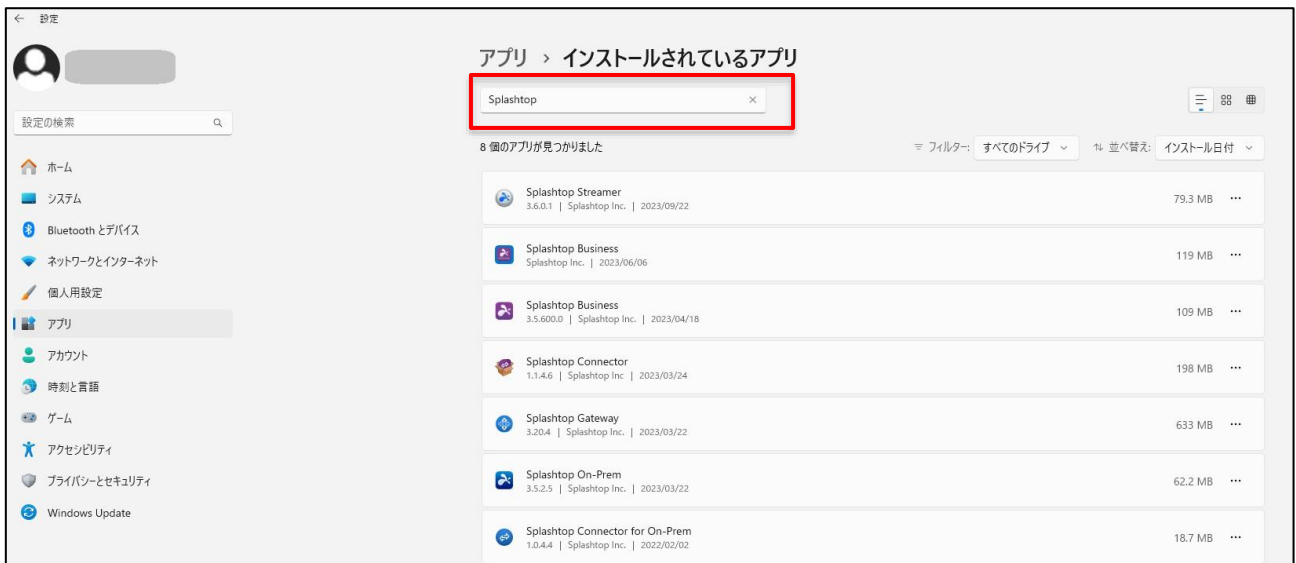 ← 設定
アプリ › インストールされているアプリ
Splashtop ×
設定の検索
8 個のアプリが見つかりました
フィルター: すべてのドライブ 並べ替え: インストール日付
ホーム
システム
Bluetooth とデバイス
ネットワークとインターネット
個人用設定
アプリ
アカウント
時刻と言語
ゲーム
アクセシビリティ
プライバシーとセキュリティ
Windows Update
Splashtop Streamer
3.6.0.1 | Splashtop Inc. | 2023/09/22
79.3 MB ···
Splashtop Business
Splashtop Inc. | 2023/06/06
119 MB ···
Splashtop Business
3.5.600.0 | Splashtop Inc. | 2023/04/18
109 MB ···
Splashtop Connector
1.1.4.6 | Splashtop Inc | 2023/03/24
198 MB ···
Splashtop Gateway
3.20.4 | Splashtop Inc. | 2023/03/22
633 MB ···
Splashtop On-Prem
3.5.2.5 | Splashtop Inc. | 2023/03/22
62.2 MB ···
Splashtop Connector for On-Prem
1.0.4.4 | Splashtop Inc. | 2022/02/02
18.7 MB ···